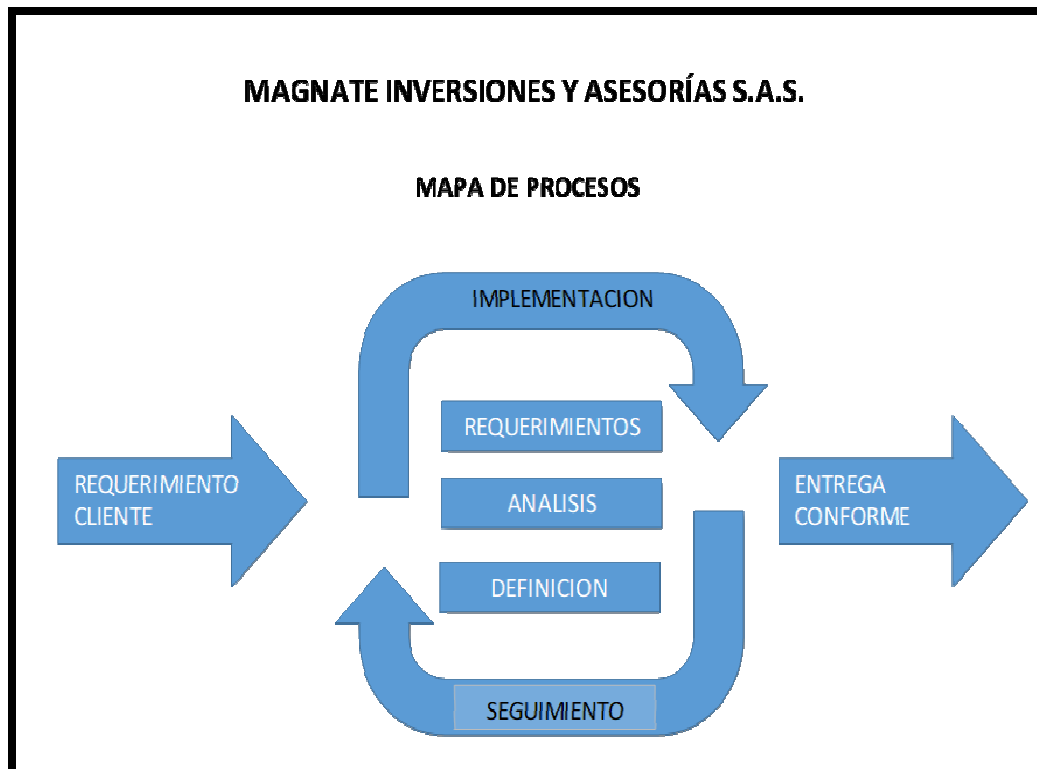 MAGNATE INVERSIONES Y ASESORÍAS S.A.S.
MAPA DE PROCESOS
IMPLEMENTACION
REQUERIMIENTO
CLIENTE
REQUERIMIENTOS
ANALISIS
DEFINICION
ENTREGA
CONFORME
SEGUIMIENTO